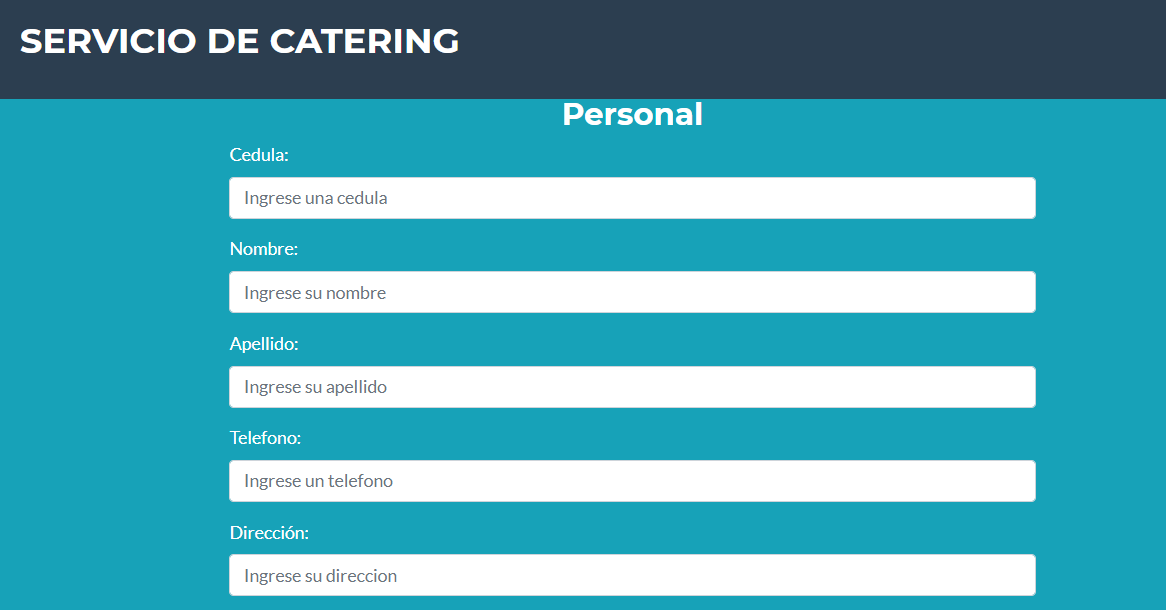 SERVICIO DE CATERING
Personal
Cedula:
Ingrese una cedula
Nombre:
Ingrese su nombre
Apellido:
Ingrese su apellido
Telefono:
Ingrese un telefono
Dirección:
Ingrese su direccion